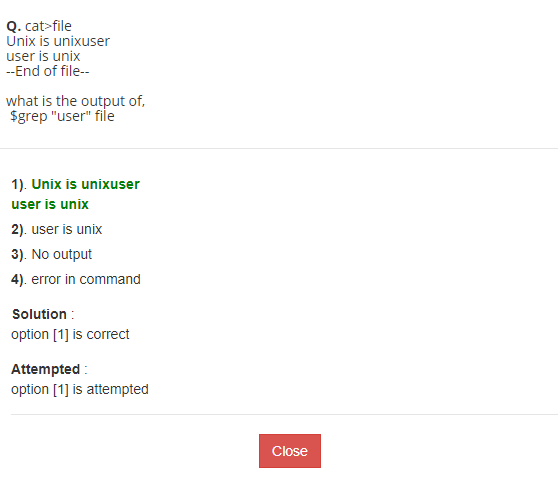 Q. cat>file
Unix is unixuser
user is unix
--End of file--
what is the output of,
$grep "user" file
1). Unix is unixuser
user is unix
2). user is unix
3). No output
4). error in command
Solution :
option [1] is correct
Attempted :
option [1] is attempted
Close